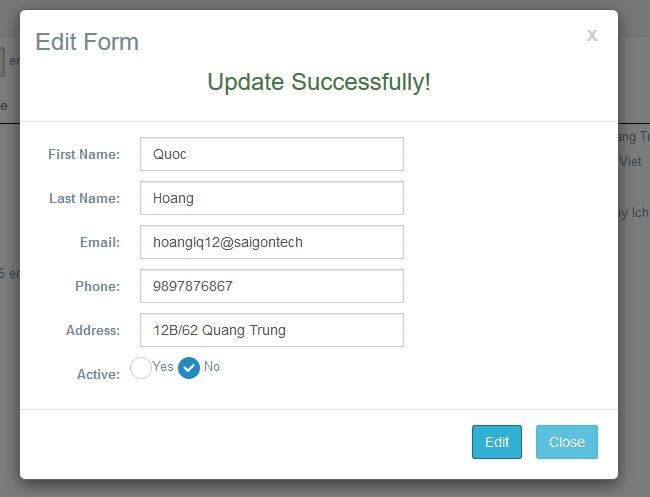 Edit Form
x
Update Successfully!
First Name: Quoc
Last Name: Hoang
Email: hoanglq12@saigontech
Phone: 9897876867
Address: 12B/62 Quang Trung
Active: Yes No
Edit Close
Viet